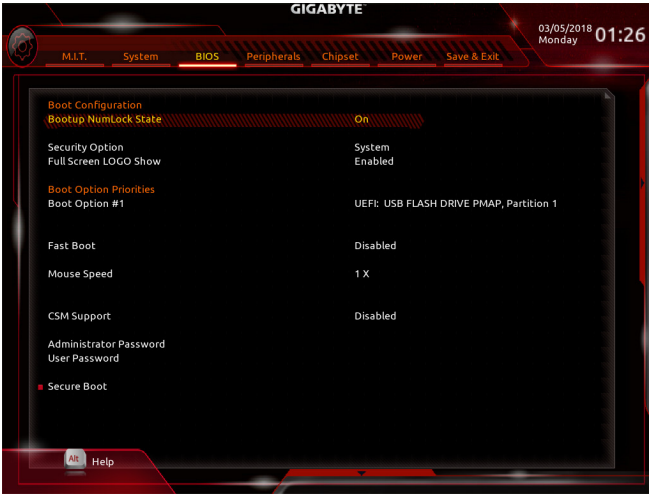 GIGABYTE™
03/05/2018 01:26
Monday
M.I.T. System BIOS Peripherals Chipset Power Save & Exit
Boot Configuration
Bootup NumLock State On
Security Option System
Full Screen LOGO Show Enabled
Boot Option Priorities
Boot Option #1 UEFI: USB FLASH DRIVE PMAP, Partition 1
Fast Boot Disabled
Mouse Speed 1 X
CSM Support Disabled
Administrator Password
User Password
Secure Boot
Alt Help